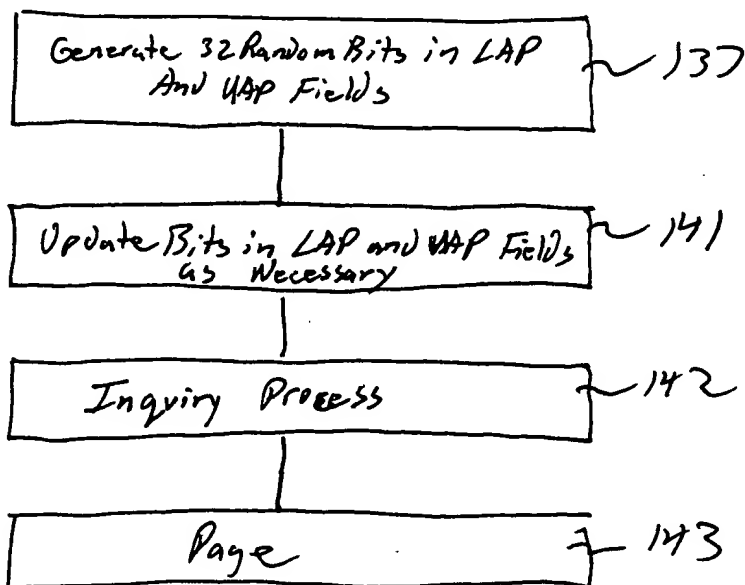 Generate 32 Random Bits in LAP
And UAP Fields
137
Update Bits in LAP and UAP Fields
as Necessary
141
Inquiry Process
142
Page
143